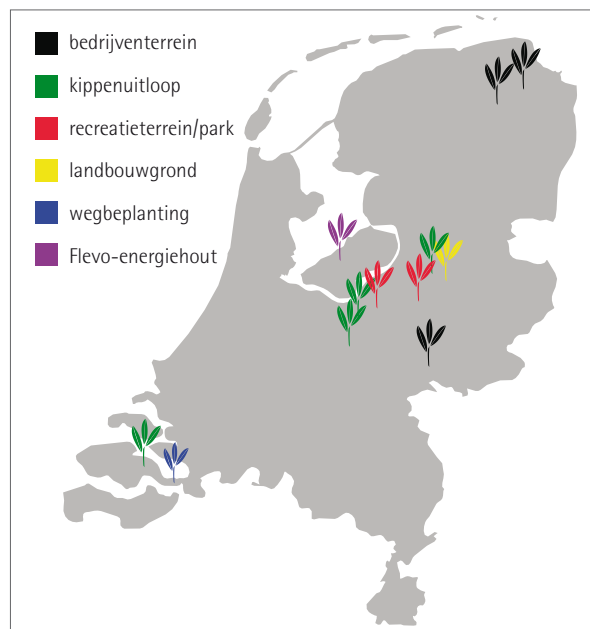 bedrijventerrein
kippenuitloop
recreatieterrein/park
landbouwgrond
wegbeplanting
Flevo-energiehout